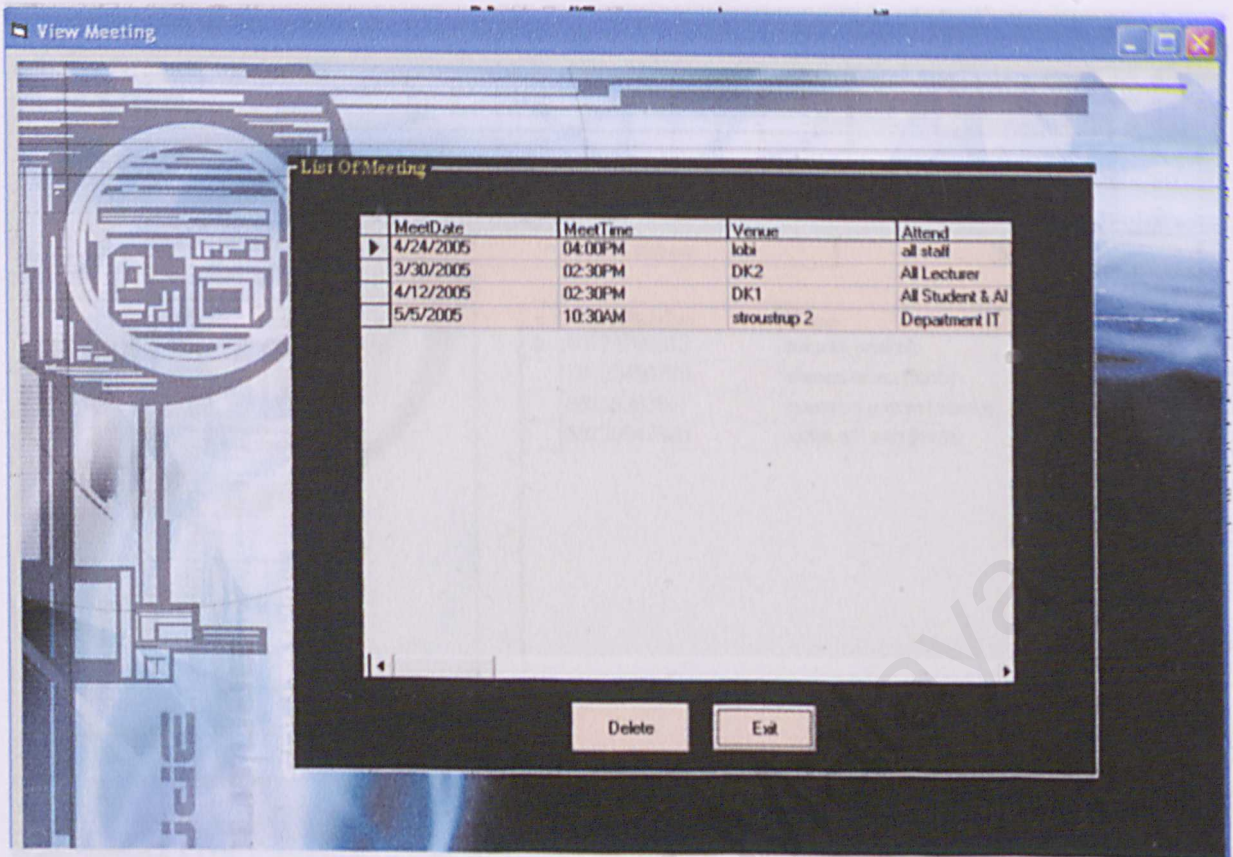 View Meeting
List Of Meeting
MeetDate MeetTime Venue Attend
4/24/2005 04:00PM lobi all staff
3/30/2005 02:30PM DK2 All Lecturer
4/12/2005 02:30PM DK1 All Student & Al
5/5/2005 10:30AM stroustrup 2 Department IT
Delete Exit